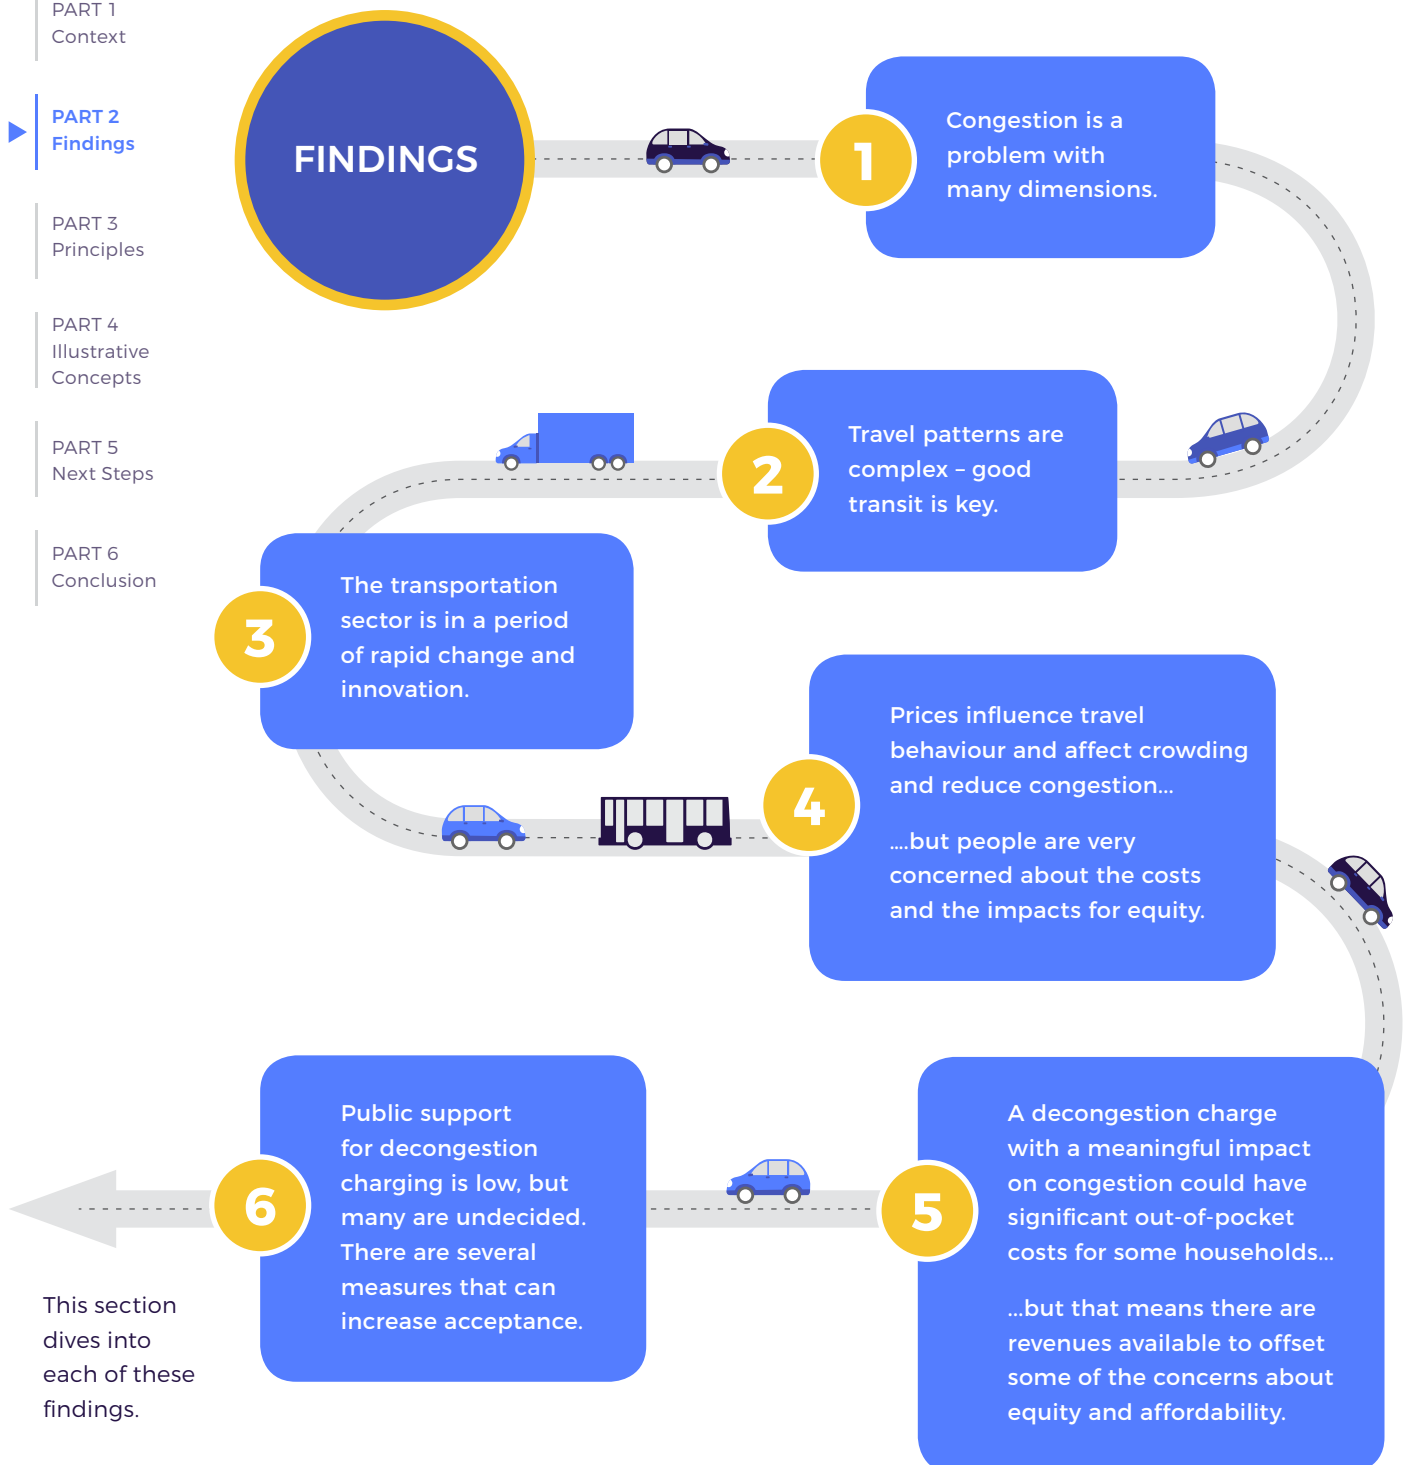 PART 1
Context
PART 2
Findings
PART 3
Principles
PART 4
Illustrative
Concepts
PART 5
Next Steps
PART 6
Conclusion
FINDINGS
1
Congestion is a
problem with
many dimensions.
2
Travel patterns are
complex – good
transit is key.
3
The transportation
sector is in a period
of rapid change and
innovation.
4
Prices influence travel
behaviour and affect crowding
and reduce congestion...
....but people are very
concerned about the costs
and the impacts for equity.
5
A decongestion charge
with a meaningful impact
on congestion could have
significant out-of-pocket
costs for some households...
...but that means there are
revenues available to offset
some of the concerns about
equity and affordability.
6
Public support
for decongestion
charging is low, but
many are undecided.
There are several
measures that can
increase acceptance.
This section
dives into
each of these
findings.